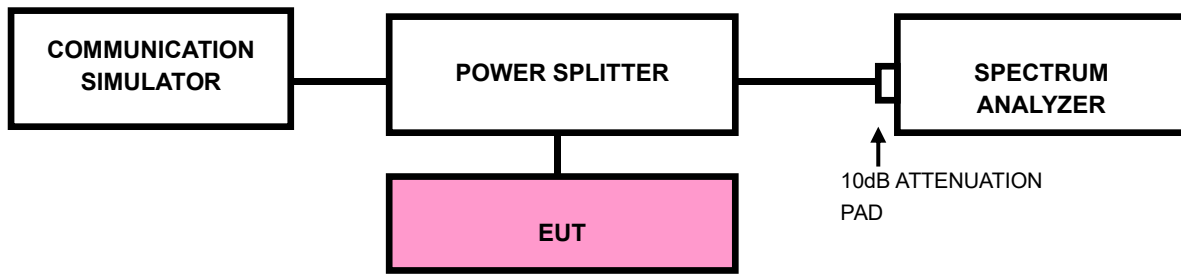 COMMUNICATION
SIMULATOR
POWER SPLITTER
SPECTRUM
ANALYZER
10dB ATTENUATION
PAD
EUT